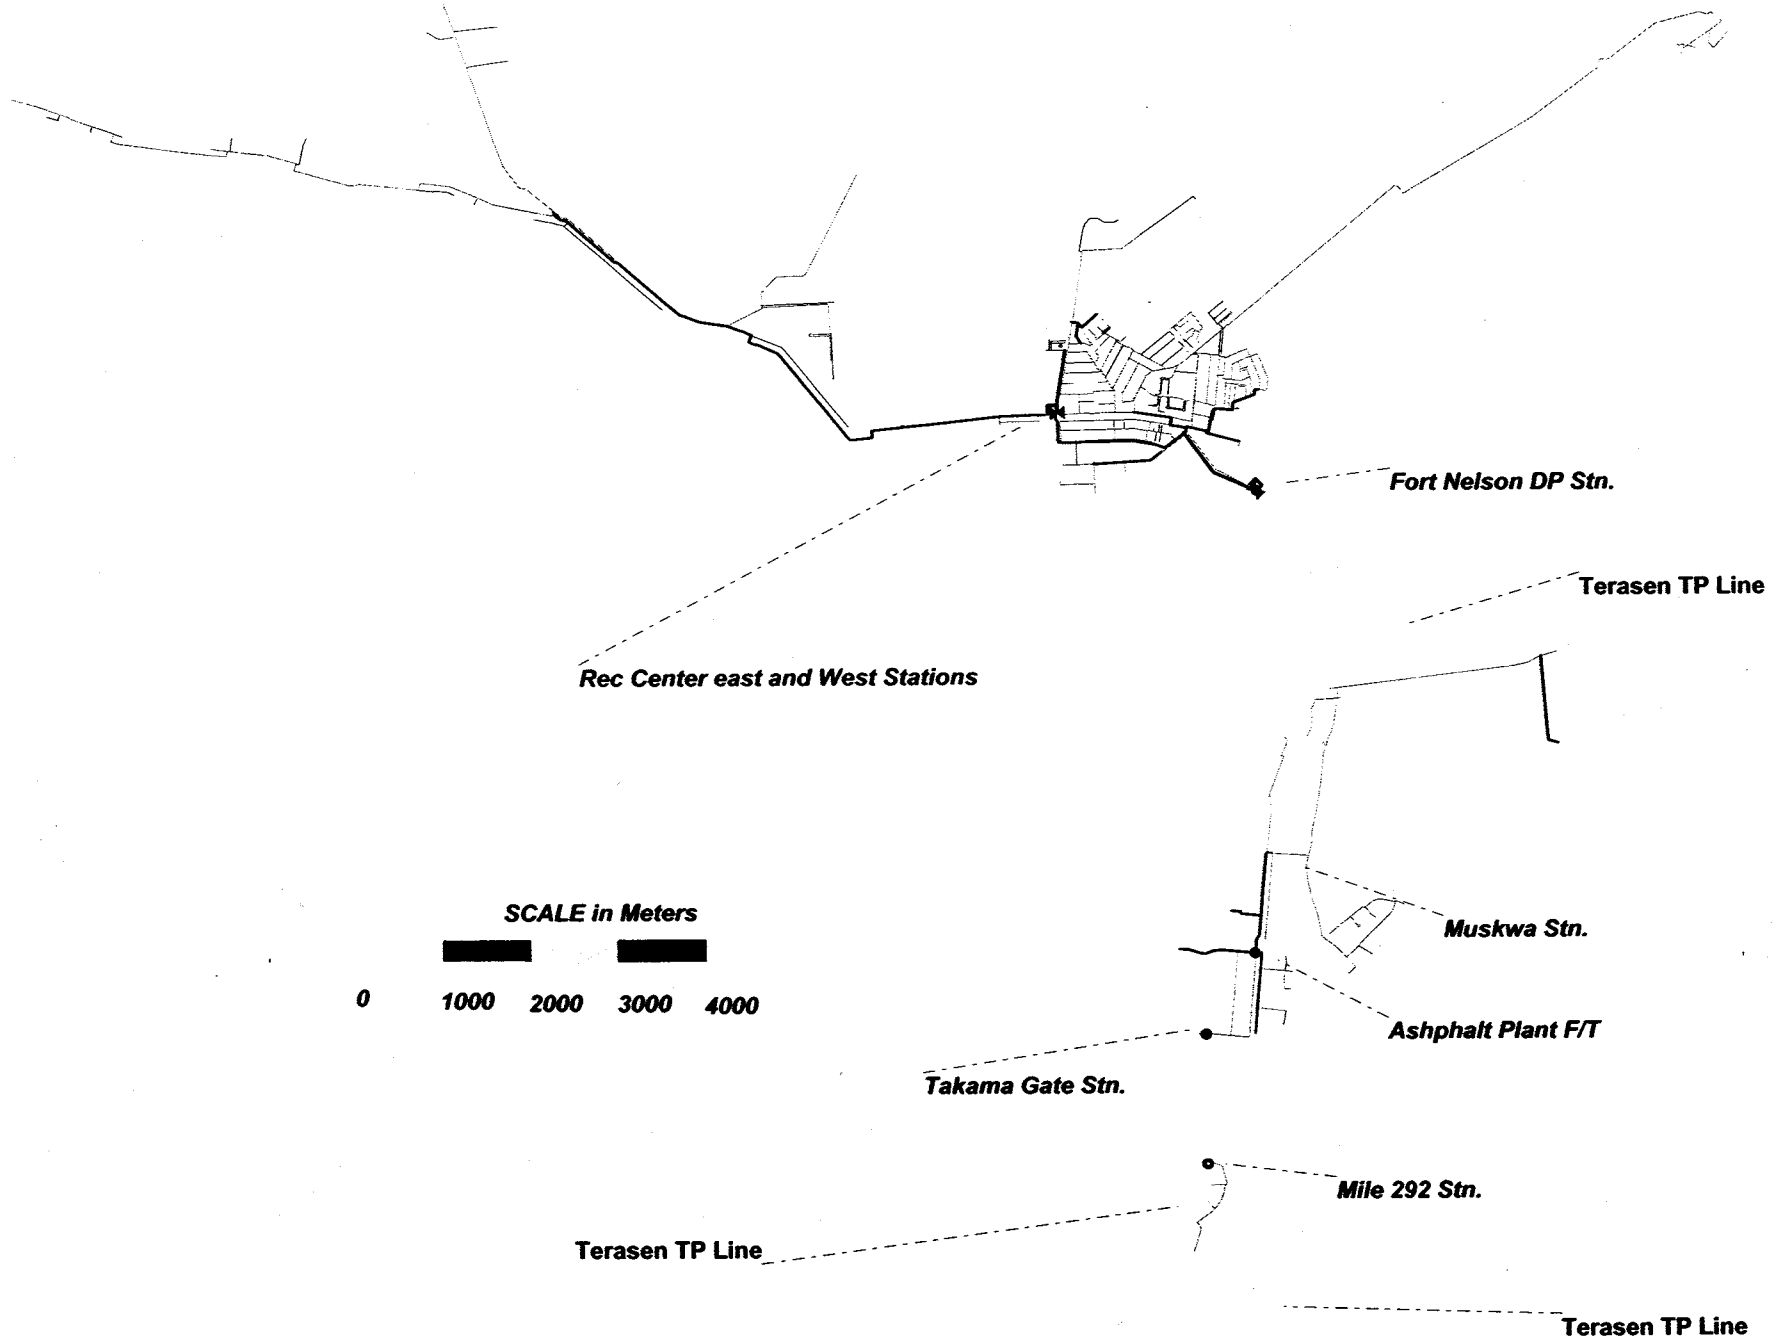 Fort Nelson DP Stn.
Terasen TP Line
Rec Center east and West Stations
SCALE in Meters
0 1000 2000 3000 4000
Muskwa Stn.
Ashphalt Plant F/T
Takama Gate Stn.
Mile 292 Stn.
Terasen TP Line
Terasen TP Line